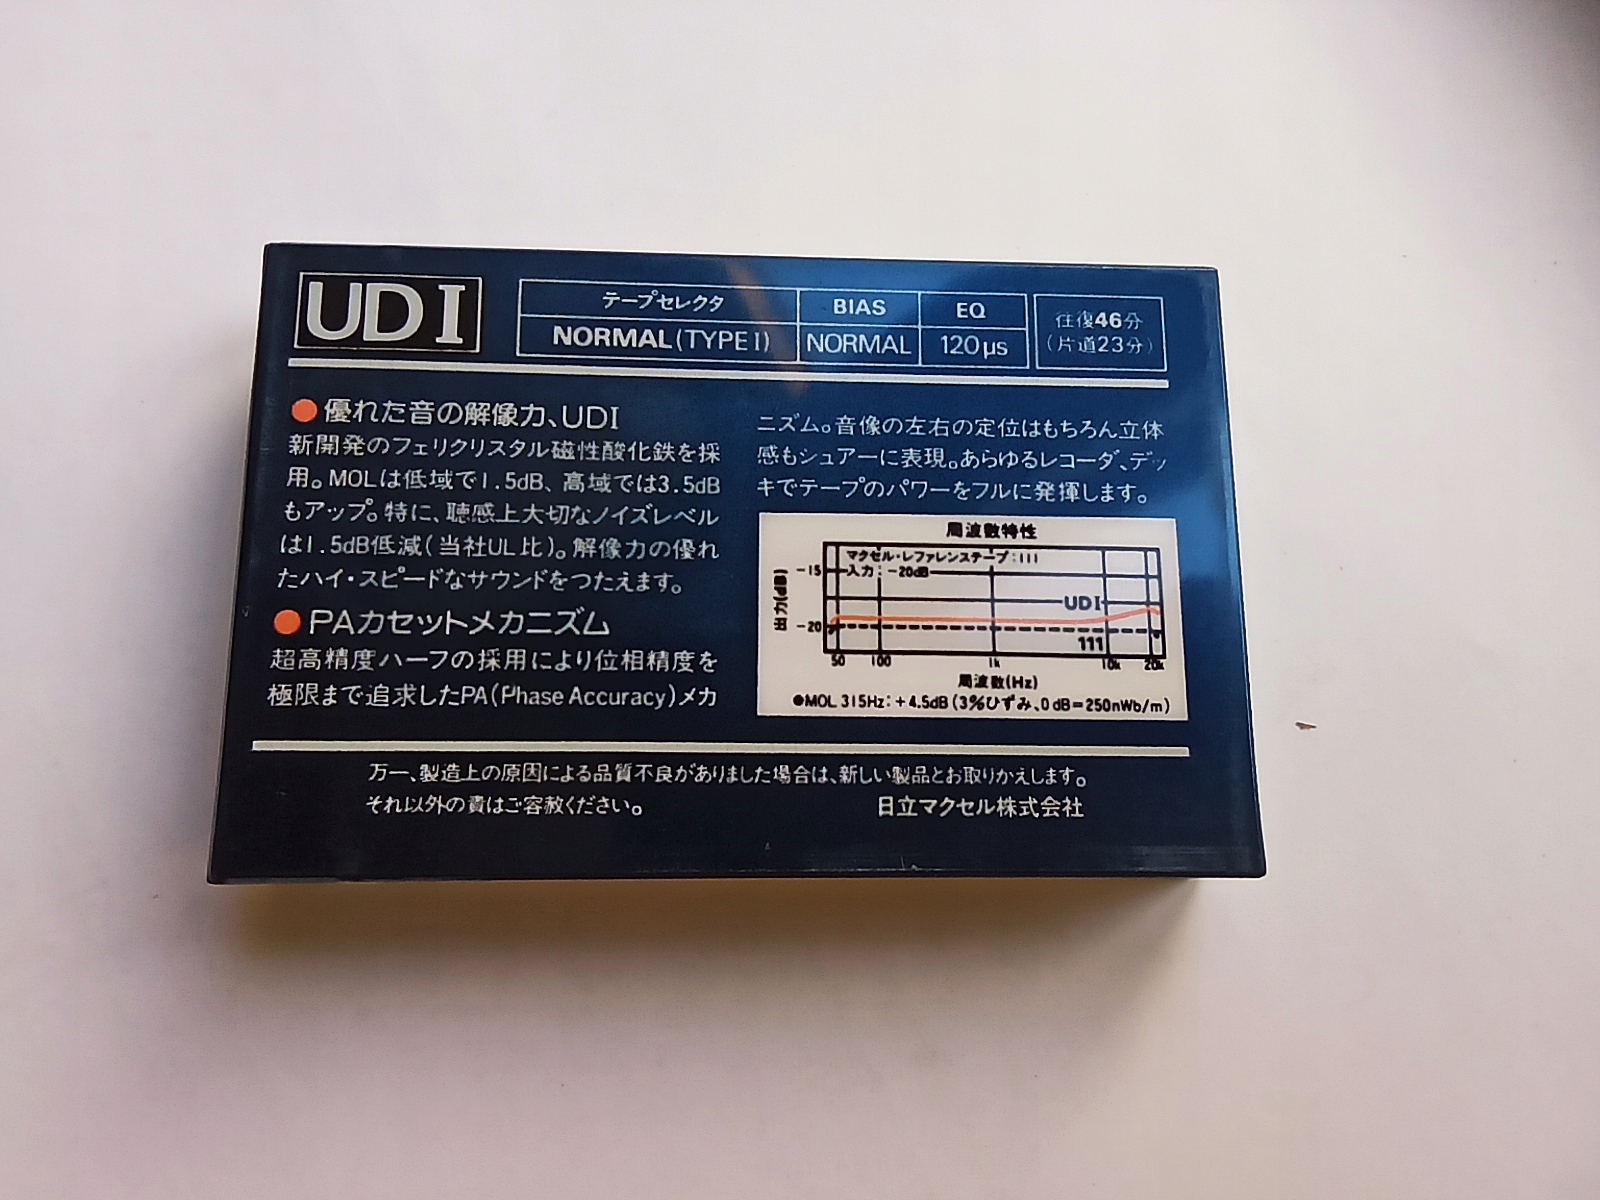 UD I
テープセレクタ BIAS EQ
NORMAL(TYPE I) NORMAL 120μs
往復46分
(片道23分)
●優れた音の解像力、UDI
新開発のフェリクリスタル磁性酸化鉄を採
用。MOLは低域で1.5dB、高域では3.5dB
もアップ。特に、聴感上大切なノイズレベル
は1.5dB低減(当社UL比)。解像力の優れ
たハイ・スピードなサウンドをつたえます。
●PAカセットメカニズム
超高精度ハーフの採用により位相精度を
極限まで追求したPA(Phase Accuracy)メカ
ニズム。音像の左右の定位はもちろん立体
感もシュアーに表現。あらゆるレコーダ、デッ
キでテープのパワーをフルに発揮します。
周波数特性
マクセル・レファレンステープ:111
入力:-20dB
出力(dB)
-15
-20
UDI
111
50 100 1k 10k 20k
周波数(Hz)
●MOL 315Hz:+4.5dB(3%ひずみ、0dB=250nWb/m)
万一、製造上の原因による品質不良がありました場合は、新しい製品とお取りかえします。
それ以外の責はご容赦ください。
日立マクセル株式会社